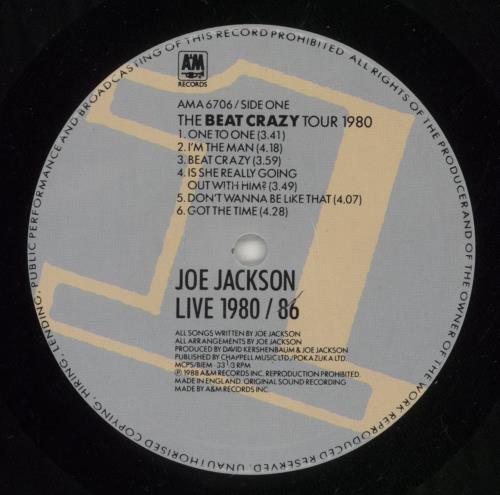 UNAUTHORISED COPYING, HIRING, LENDING, PUBLIC PERFORMANCE AND BROADCASTING OF THIS RECORD PROHIBITED. ALL RIGHTS OF THE PRODUCER AND OF THE OWNER OF THE WORK REPRODUCED RESERVED.
A&M
RECORDS
AMA 6706 / SIDE ONE
THE BEAT CRAZY TOUR 1980
1. ONE TO ONE (3.41)
2. I'M THE MAN (4.18)
3. BEAT CRAZY (3.59)
4. IS SHE REALLY GOING
OUT WITH HIM? (3.49)
5. DON'T WANNA BE LIKE THAT (4.07)
6. GOT THE TIME (4.28)
JOE JACKSON
LIVE 1980 / 86
ALL SONGS WRITTEN BY JOE JACKSON
ALL ARRANGEMENTS BY JOE JACKSON
PRODUCED BY DAVID KERSHENBAUM & JOE JACKSON
PUBLISHED BY CHAPPELL MUSIC LTD./POKAZUKA LTD.
MCPS/BIEM · 33 1/3 RPM
Ⓟ 1988 A&M RECORDS INC. REPRODUCTION PROHIBITED.
MADE IN ENGLAND. ORIGINAL SOUND RECORDING
MADE BY A&M RECORDS INC.